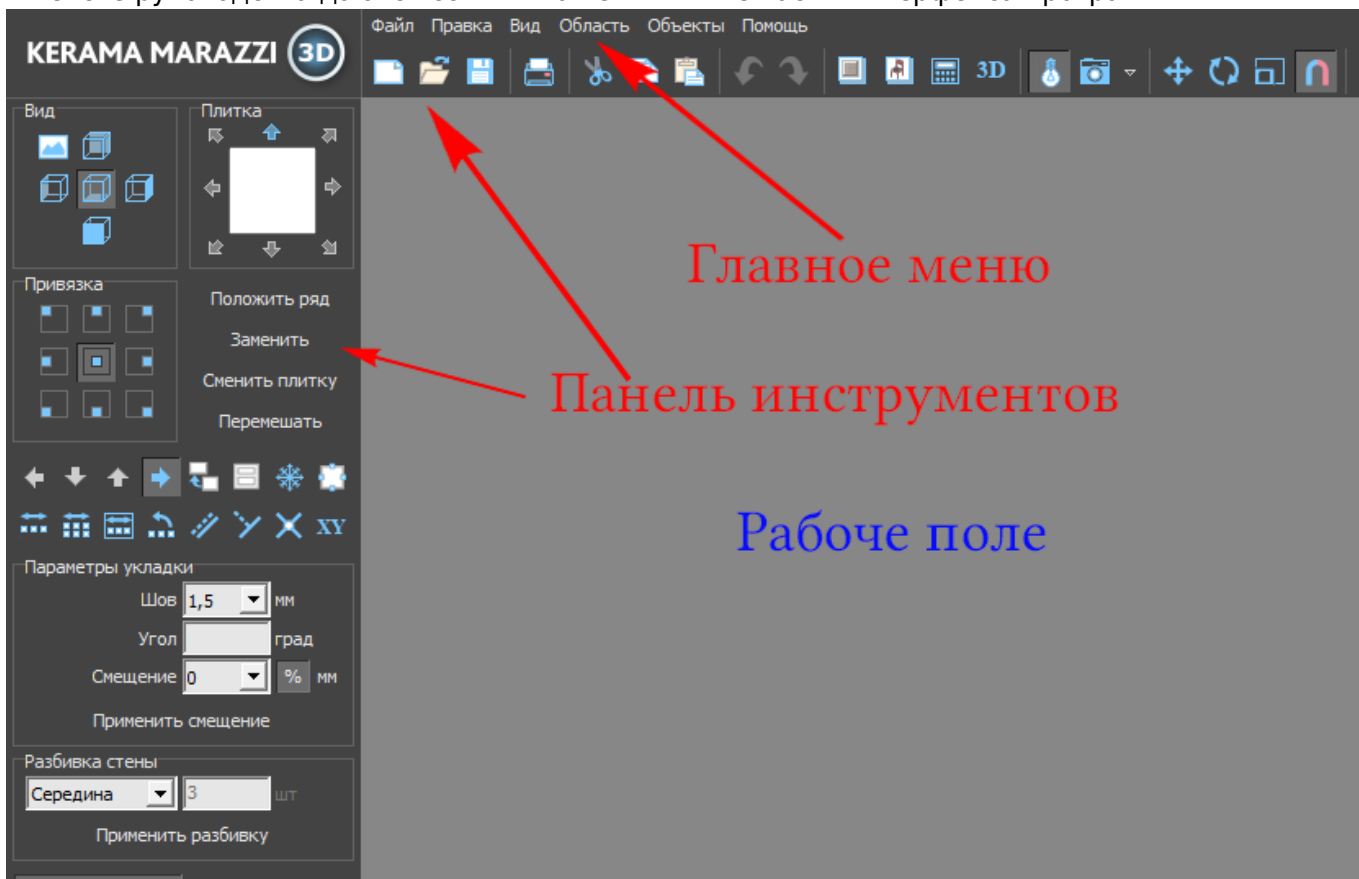 Файл Правка Вид Область Объекты Помощь
KERAMA MARAZZI 3D
3D
Вид
Плитка
Главное меню
Привязка
Положить ряд
Заменить
Сменить плитку
Панель инструментов
Перемешать
XY
Рабоче поле
Параметры укладки
Шов 1,5 мм
Угол град
Смещение 0 % мм
Применить смещение
Разбивка стены
Середина 3 шт
Применить разбивку